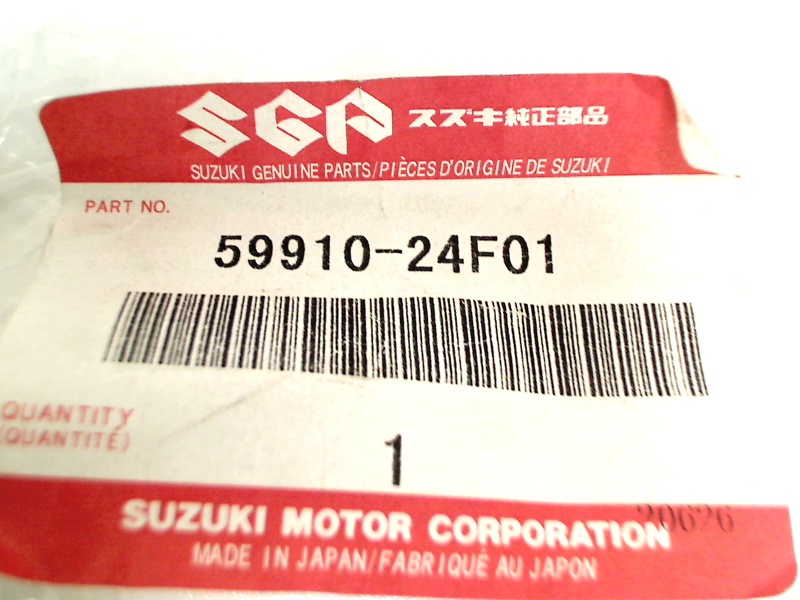 SGP スズキ純正部品
SUZUKI GENUINE PARTS/PIÈCES D'ORIGINE DE SUZUKI
PART NO.
59910-24F01
QUANTITY
(QUANTITÉ)
1
20626
SUZUKI MOTOR CORPORATION
MADE IN JAPAN/FABRIQUÉ AU JAPON